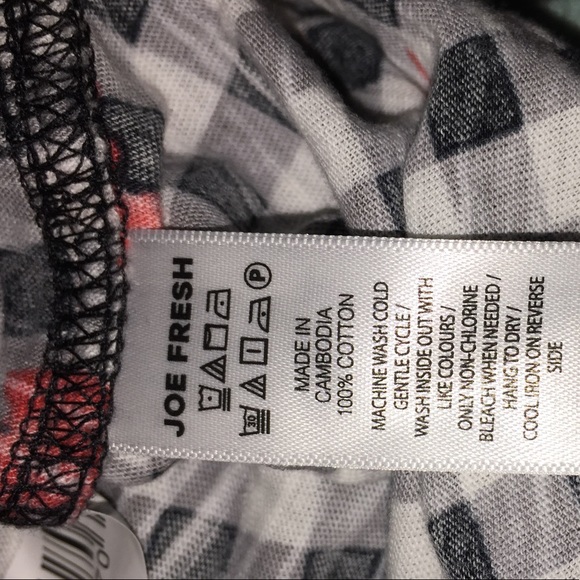 JOE FRESH
30
P
MADE IN
CAMBODIA
100% COTTON
MACHINE WASH COLD
GENTLE CYCLE /
WASH INSIDE OUT WITH
LIKE COLOURS /
ONLY NON-CHLORINE
BLEACH WHEN NEEDED /
HANG TO DRY /
COOL IRON ON REVERSE
SIDE